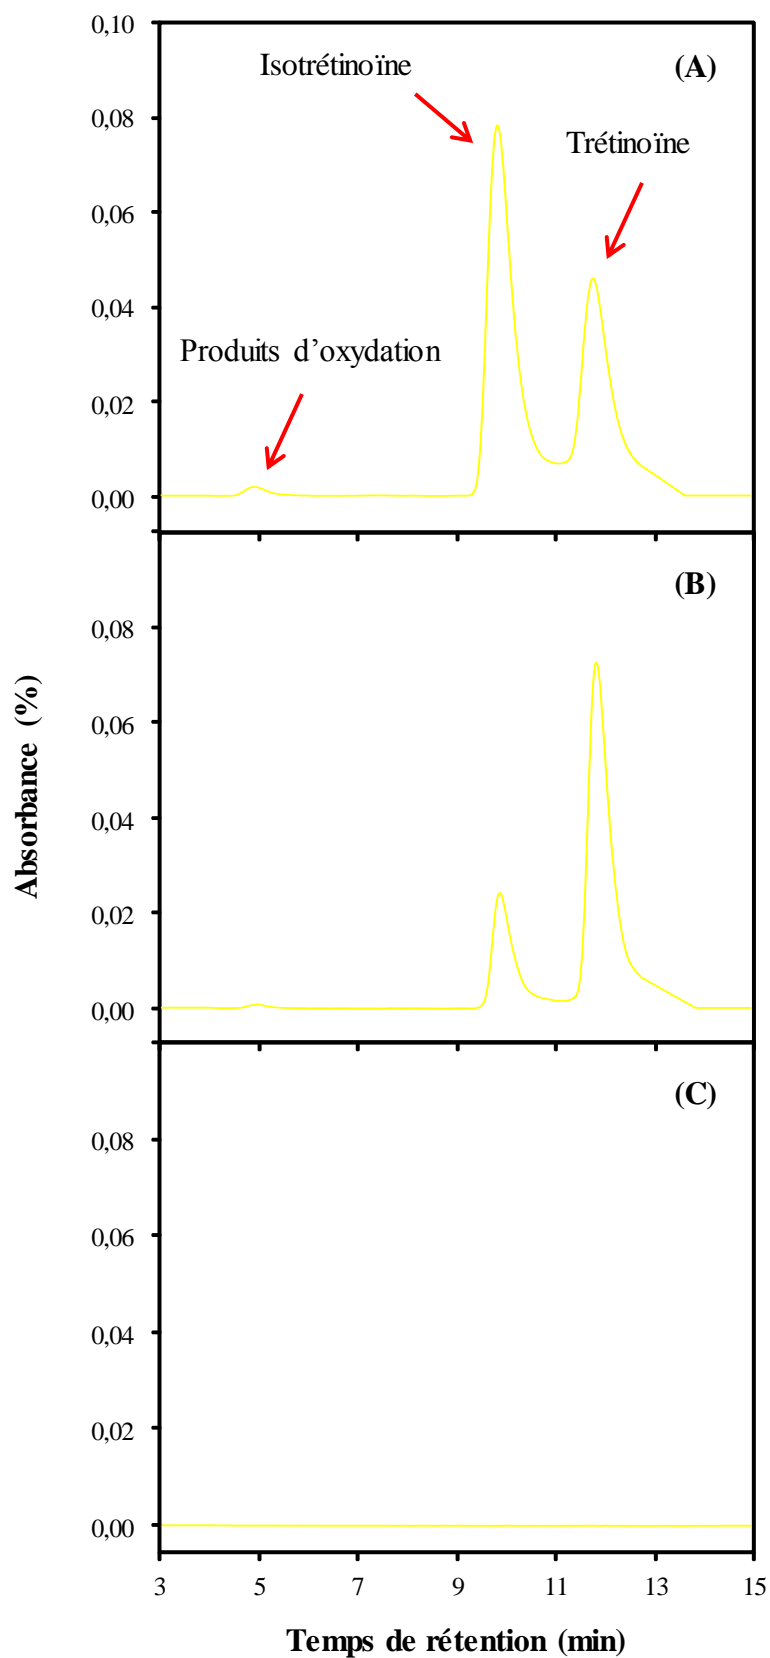 0,10
Isotrétinoïne
(A)
0,08
Trétinoïne
0,06
0,04
Produits d’oxydation
0,02
0,00
(B)
0,08
0,06
0,04
0,02
0,00
Absorbance (%)
(C)
0,08
0,06
0,04
0,02
0,00
3 5 7 9 11 13 15
Temps de rétention (min)